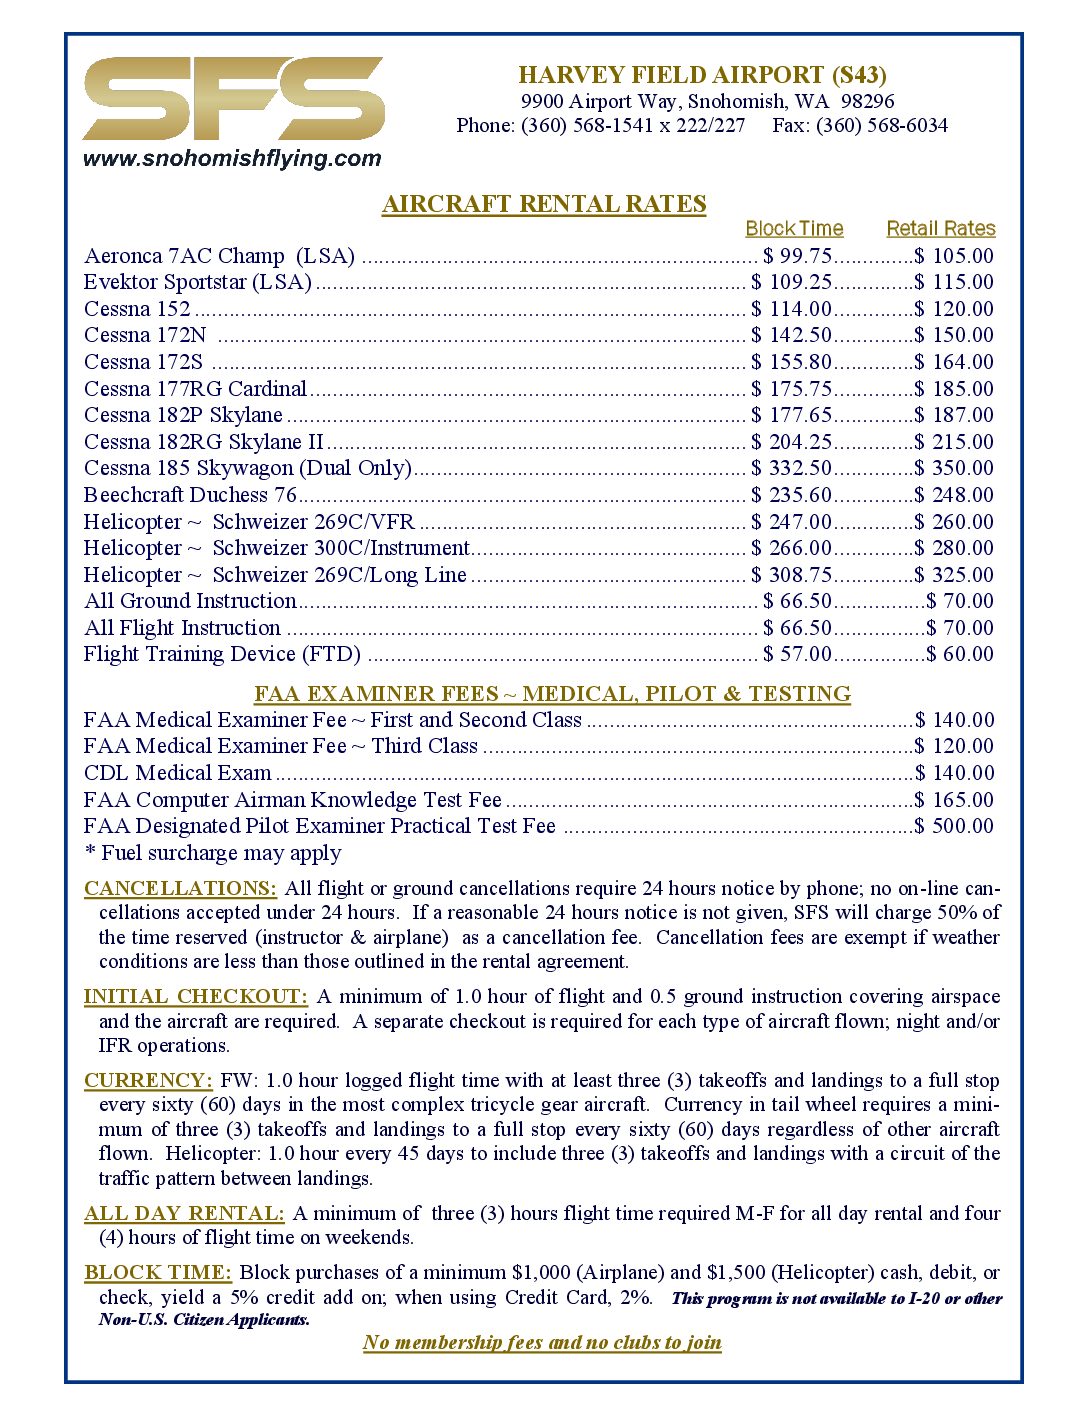 SFS
www.snohomishflying.com
HARVEY FIELD AIRPORT (S43)
9900 Airport Way, Snohomish, WA 98296
Phone: (360) 568-1541 x 222/227 Fax: (360) 568-6034
AIRCRAFT RENTAL RATES
Block Time Retail Rates
Aeronca 7AC Champ (LSA) $ 99.75 $ 105.00
Evektor Sportstar (LSA) $ 109.25 $ 115.00
Cessna 152 $ 114.00 $ 120.00
Cessna 172N $ 142.50 $ 150.00
Cessna 172S $ 155.80 $ 164.00
Cessna 177RG Cardinal $ 175.75 $ 185.00
Cessna 182P Skylane $ 177.65 $ 187.00
Cessna 182RG Skylane II $ 204.25 $ 215.00
Cessna 185 Skywagon (Dual Only) $ 332.50 $ 350.00
Beechcraft Duchess 76 $ 235.60 $ 248.00
Helicopter ~ Schweizer 269C/VFR $ 247.00 $ 260.00
Helicopter ~ Schweizer 300C/Instrument $ 266.00 $ 280.00
Helicopter ~ Schweizer 269C/Long Line $ 308.75 $ 325.00
All Ground Instruction $ 66.50 $ 70.00
All Flight Instruction $ 66.50 $ 70.00
Flight Training Device (FTD) $ 57.00 $ 60.00
FAA EXAMINER FEES ~ MEDICAL, PILOT & TESTING
FAA Medical Examiner Fee ~ First and Second Class $ 140.00
FAA Medical Examiner Fee ~ Third Class $ 120.00
CDL Medical Exam $ 140.00
FAA Computer Airman Knowledge Test Fee $ 165.00
FAA Designated Pilot Examiner Practical Test Fee $ 500.00
* Fuel surcharge may apply
CANCELLATIONS: All flight or ground cancellations require 24 hours notice by phone; no on-line can-
cellations accepted under 24 hours. If a reasonable 24 hours notice is not given, SFS will charge 50% of
the time reserved (instructor & airplane) as a cancellation fee. Cancellation fees are exempt if weather
conditions are less than those outlined in the rental agreement.
INITIAL CHECKOUT: A minimum of 1.0 hour of flight and 0.5 ground instruction covering airspace
and the aircraft are required. A separate checkout is required for each type of aircraft flown; night and/or
IFR operations.
CURRENCY: FW: 1.0 hour logged flight time with at least three (3) takeoffs and landings to a full stop
every sixty (60) days in the most complex tricycle gear aircraft. Currency in tail wheel requires a mini-
mum of three (3) takeoffs and landings to a full stop every sixty (60) days regardless of other aircraft
flown. Helicopter: 1.0 hour every 45 days to include three (3) takeoffs and landings with a circuit of the
traffic pattern between landings.
ALL DAY RENTAL: A minimum of three (3) hours flight time required M-F for all day rental and four
(4) hours of flight time on weekends.
BLOCK TIME: Block purchases of a minimum $1,000 (Airplane) and $1,500 (Helicopter) cash, debit, or
check, yield a 5% credit add on; when using Credit Card, 2%. This program is not available to I-20 or other
Non-U.S. Citizen Applicants.
No membership fees and no clubs to join